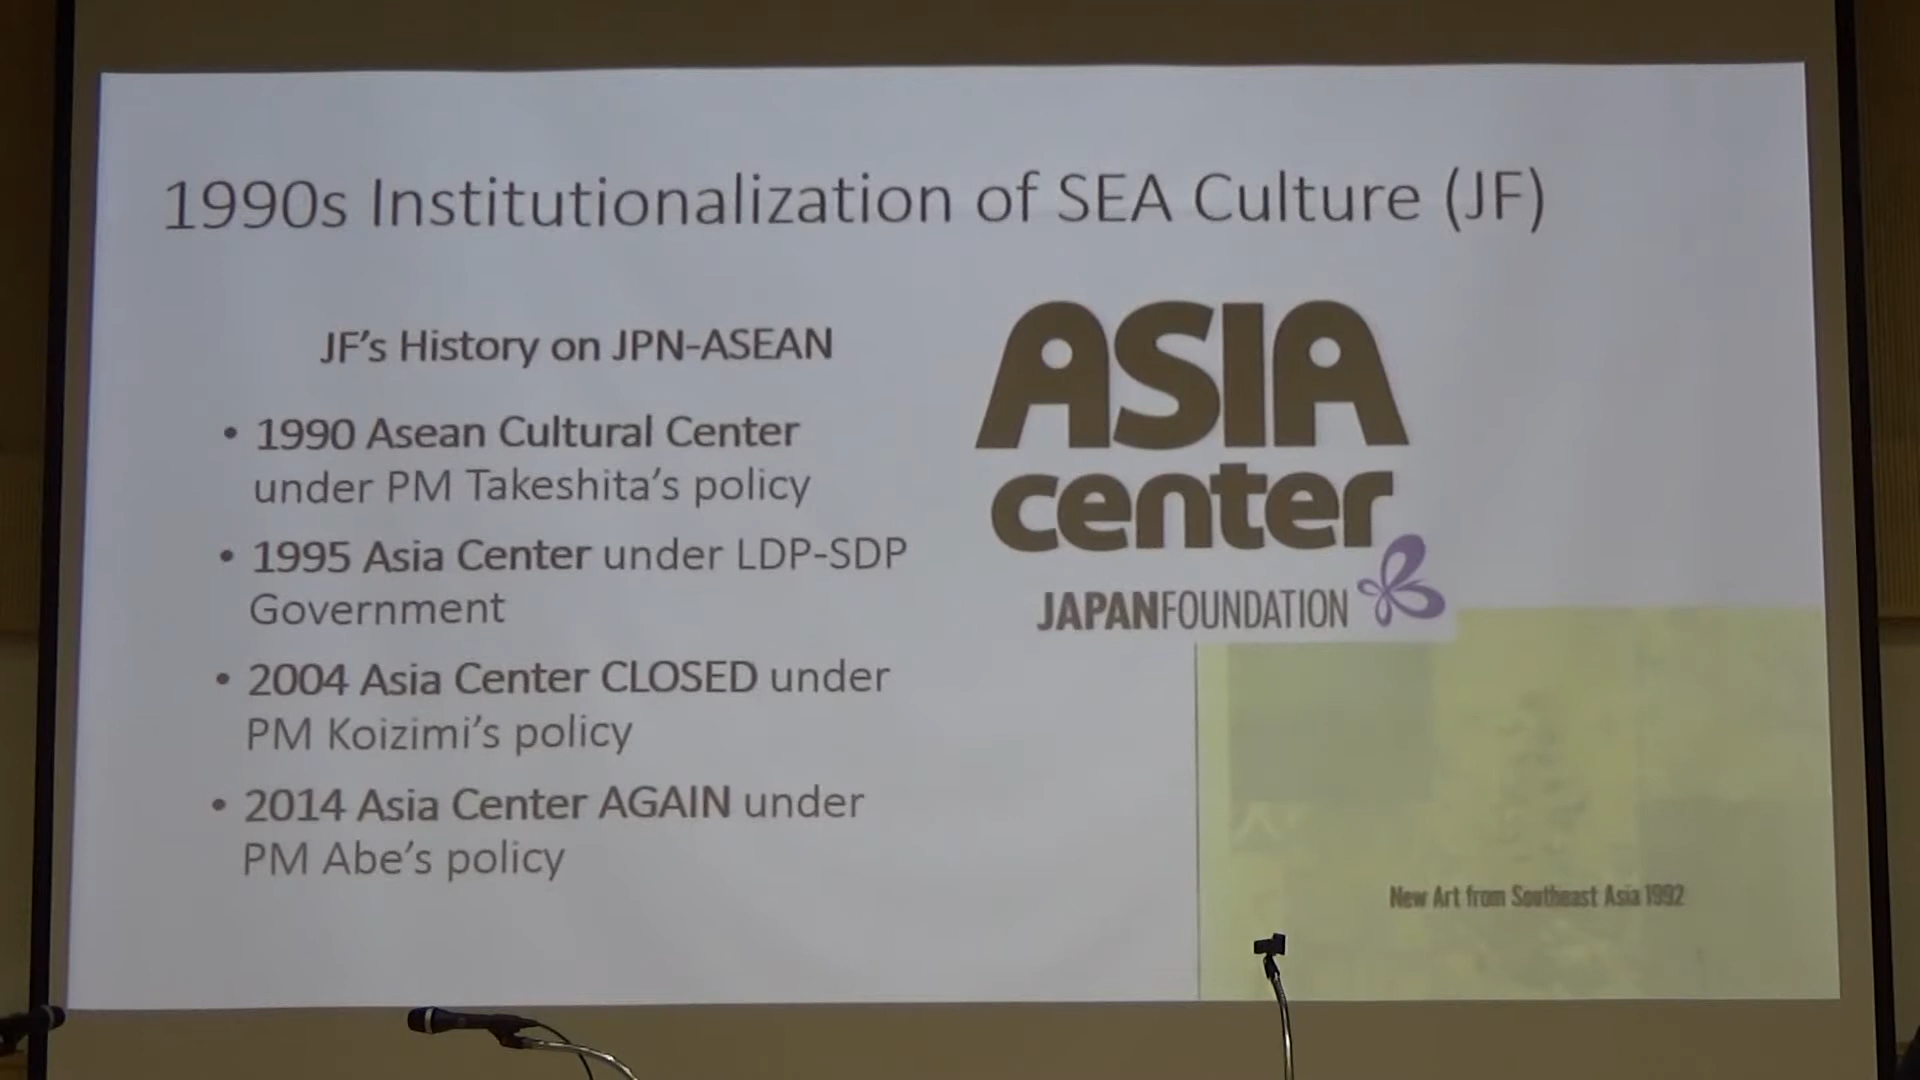 1990s Institutionalization of SEA Culture (JF)
JF's History on JPN-ASEAN
• 1990 Asean Cultural Center
under PM Takeshita's policy
• 1995 Asia Center under LDP-SDP
Government
• 2004 Asia Center CLOSED under
PM Koizimi's policy
• 2014 Asia Center AGAIN under
PM Abe's policy
ASIA
center
JAPANFOUNDATION
New Art from Southeast Asia 1992